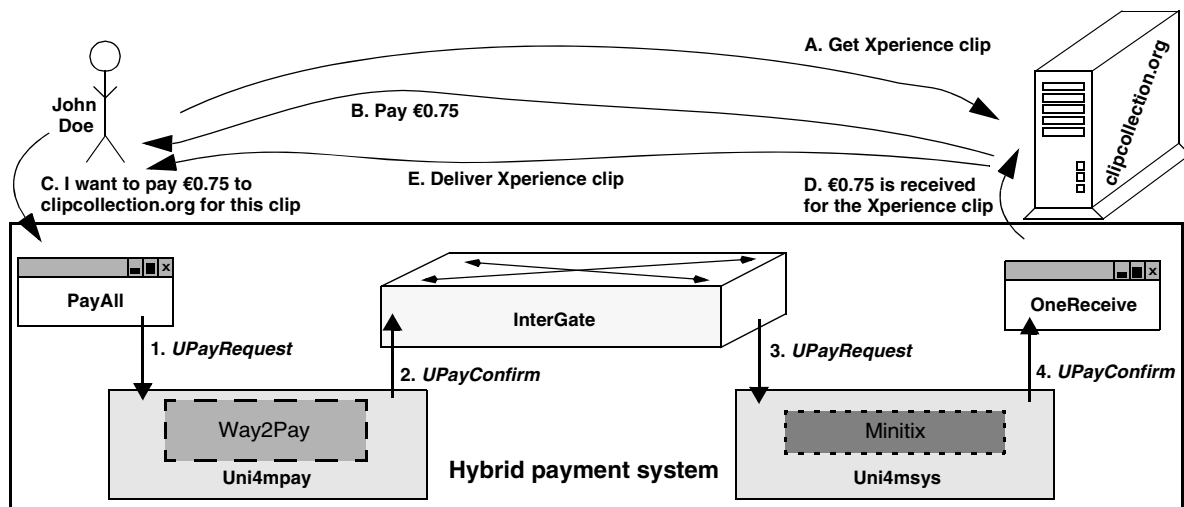 A. Get Xperience clip
clipcollection.org
John
Doe
B. Pay €0.75
E. Deliver Xperience clip
C. I want to pay €0.75 to
clipcollection.org for this clip
D. €0.75 is received
for the Xperience clip
x
PayAll
InterGate
x
OneReceive
1. UPayRequest
2. UPayConfirm
3. UPayRequest
4. UPayConfirm
Way2Pay
Uni4mpay
Hybrid payment system
Minitix
Uni4msys